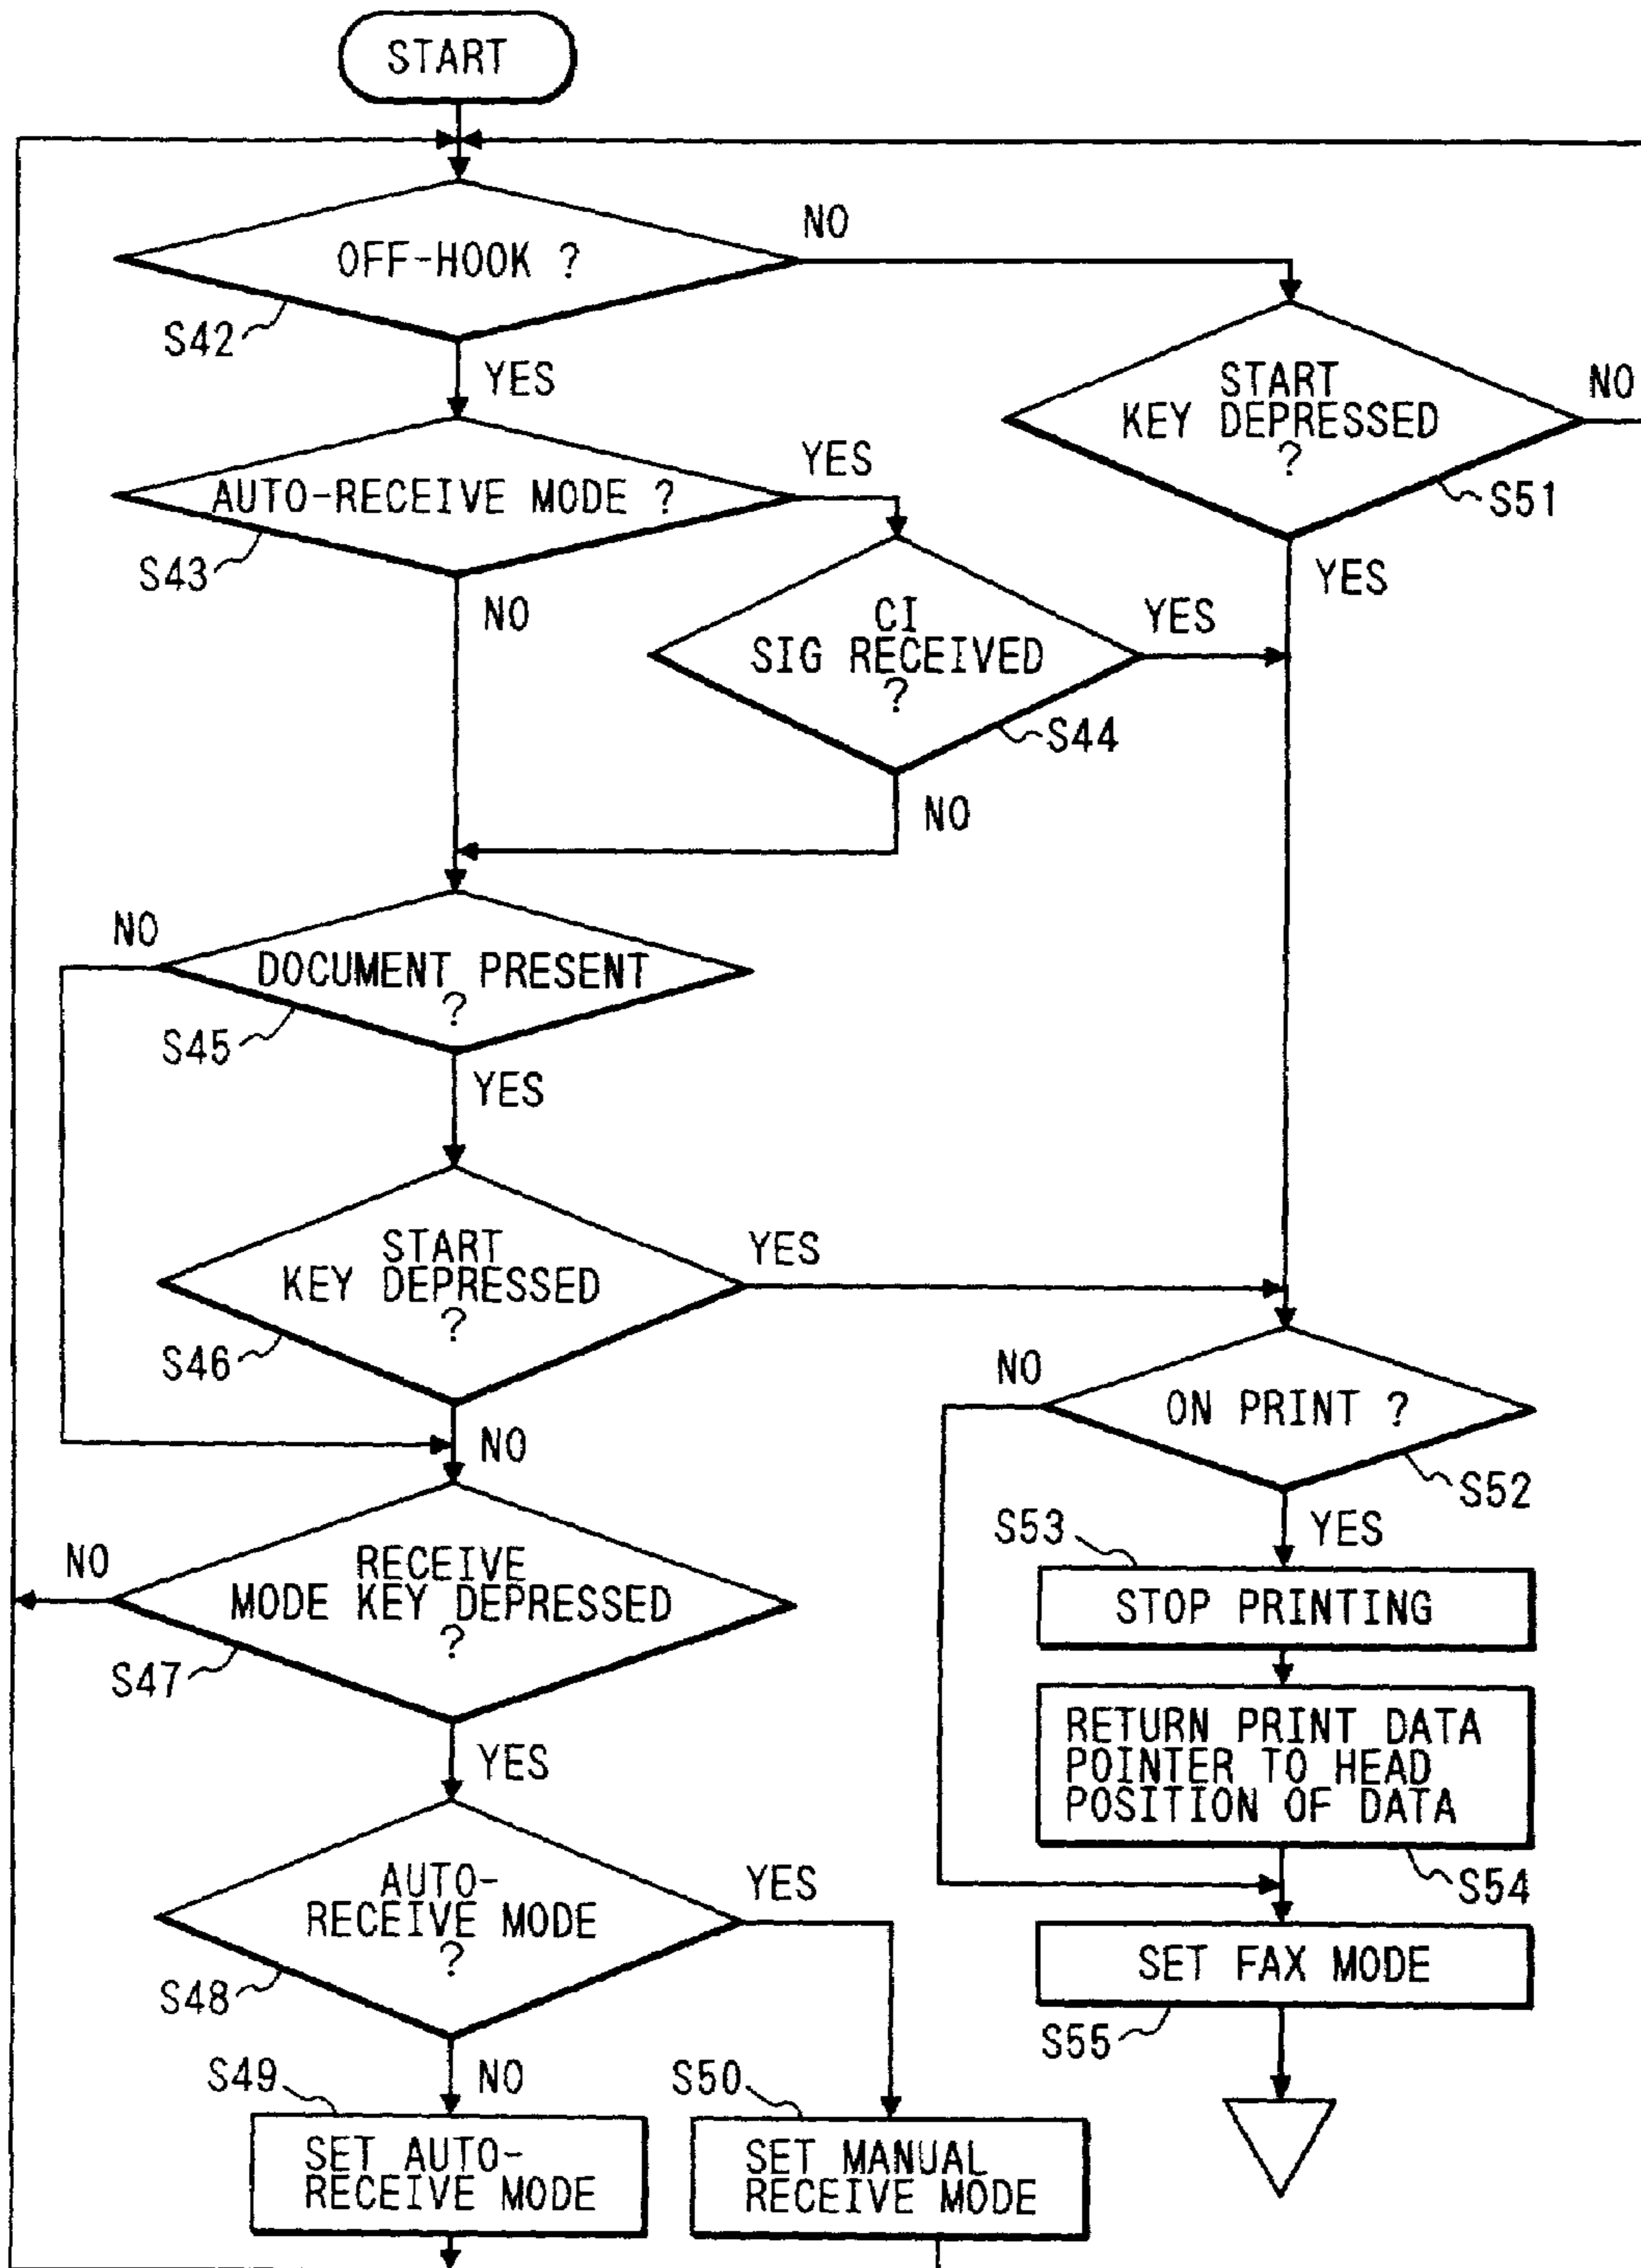 START
OFF-HOOK ?
NO
S42
YES
START
KEY DEPRESSED
?
NO
S51
YES
AUTO-RECEIVE MODE ?
YES
S43
NO
CI
SIG RECEIVED
?
YES
S44
NO
DOCUMENT PRESENT
?
NO
S45
YES
START
KEY DEPRESSED
?
YES
S46
NO
ON PRINT ?
NO
S52
YES
RECEIVE
MODE KEY DEPRESSED
?
NO
S47
YES
S53
STOP PRINTING
RETURN PRINT DATA
POINTER TO HEAD
POSITION OF DATA
S54
AUTO-
RECEIVE MODE
?
YES
S48
NO
SET FAX MODE
S55
S49
SET AUTO-
RECEIVE MODE
S50
SET MANUAL
RECEIVE MODE